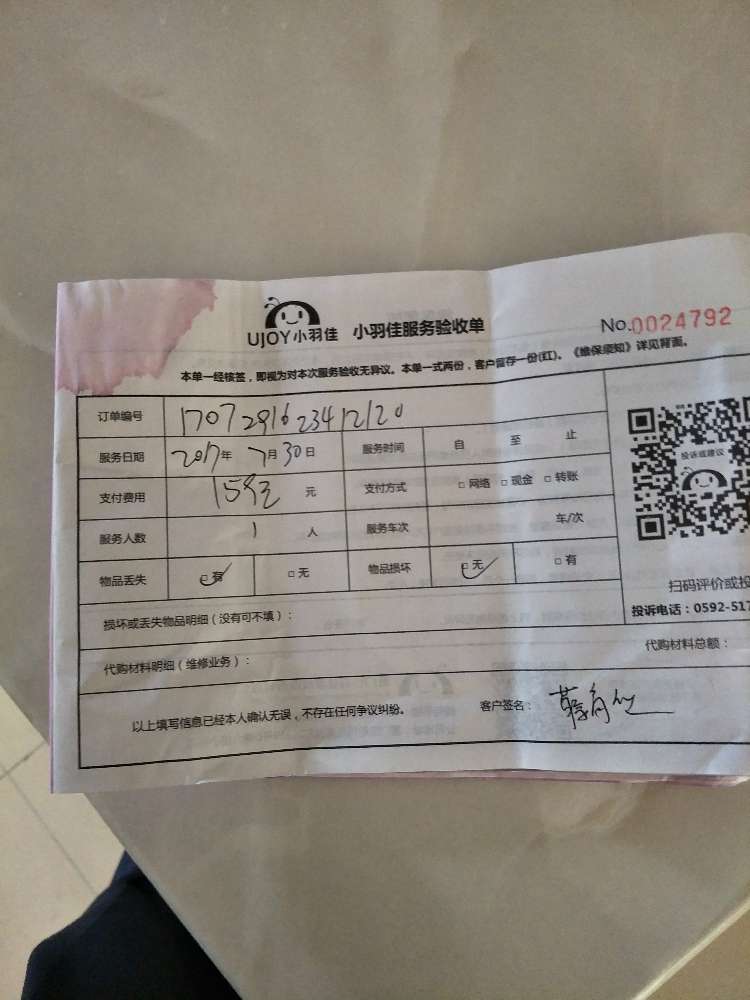 UJOY小羽佳 小羽佳服务验收单 No.0024792
本单一经核签，即视为对本次服务验收无异议。本单一式两份，客户留存一份(红)。《维保须知》详见背面。
订单编号 1707291623412120
服务日期 2017年7月30日 服务时间 自 至 止
支付费用 元 支付方式 □网络 □现金 □转账
服务人数 1 人 服务车次 车/次
物品丢失 □有 □无 物品损坏 □无 □有
投诉或建议
扫码评价或投
投诉电话：0592-517
损坏或丢失物品明细（没有可不填）：
代购材料明细（维修业务）： 代购材料总额：
以上填写信息已经本人确认无误，不存在任何争议纠纷。 客户签名：